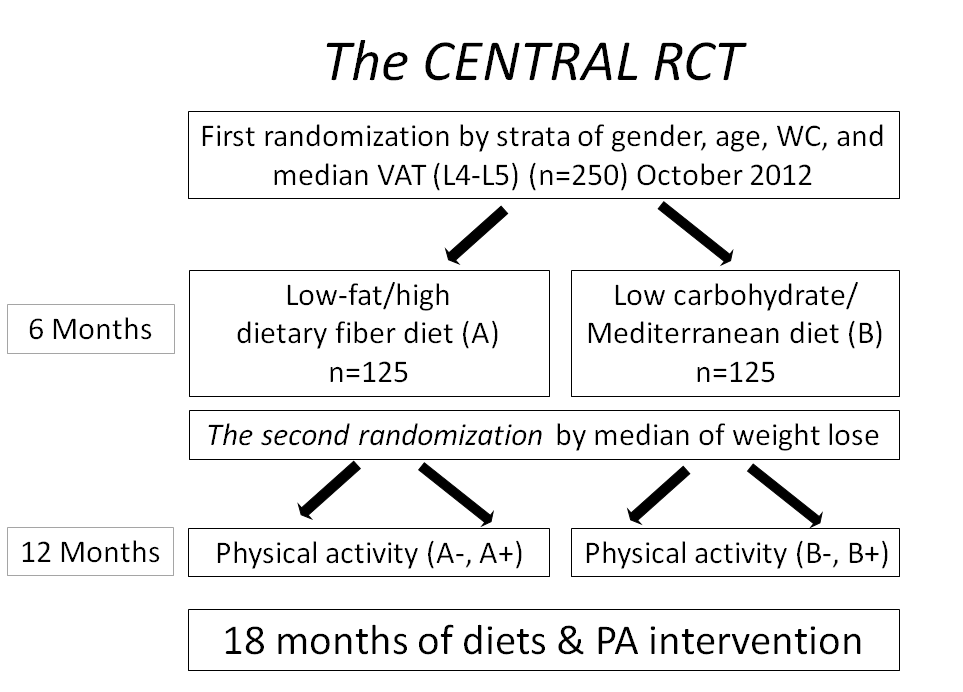 The CENTRAL RCT
First randomization by strata of gender, age, WC, and
median VAT (L4-L5) (n=250) October 2012
6 Months
Low-fat/high
dietary fiber diet (A)
n=125
Low carbohydrate/
Mediterranean diet (B)
n=125
The second randomization by median of weight lose
12 Months
Physical activity (A-, A+)
Physical activity (B-, B+)
18 months of diets & PA intervention